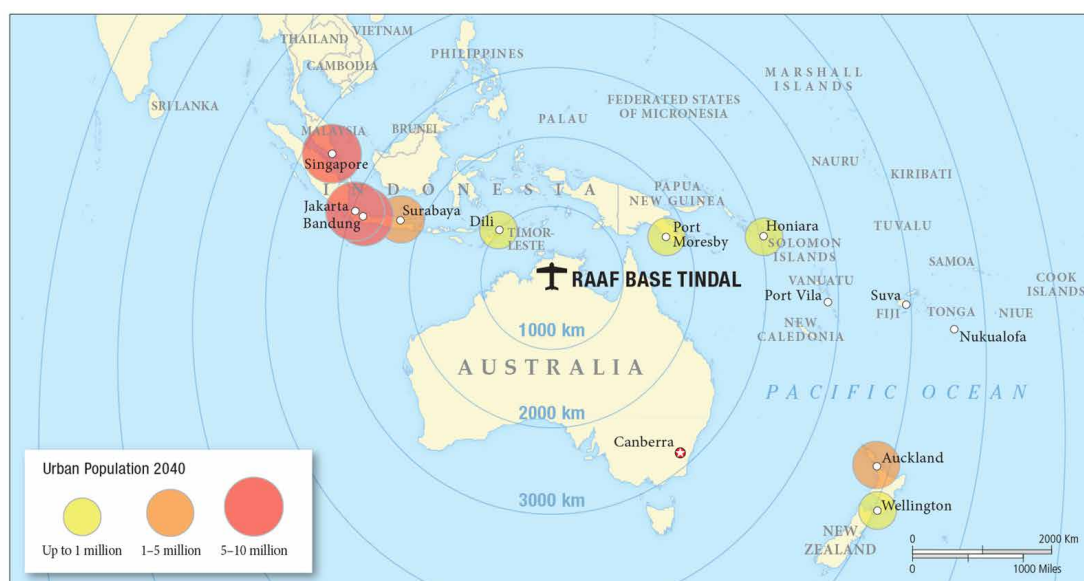 VIETNAM
THAILAND
PHILIPPINES
CAMBODIA
MARSHALL
ISLANDS
SRI LANKA
FEDERATED STATES
OF MICRONESIA
PALAU
MALAYSIA
BRUNEI
Singapore
NAURU
KIRIBATI
INDONESIA
PAPUA
NEW GUINEA
Jakarta
Bandung
Surabaya
Dili
TIMOR-
LESTE
Port
Moresby
Honiara
SOLOMON
ISLANDS
TUVALU
SAMOA
COOK
ISLANDS
RAAF BASE TINDAL
VANUATU
Port Vila
Suva
FIJI
TONGA
NIUE
NEW
CALEDONIA
Nukualofa
1000 km
AUSTRALIA
PACIFIC OCEAN
2000 km
Canberra
Auckland
3000 km
Wellington
NEW
ZEALAND
Urban Population 2040
Up to 1 million
1–5 million
5–10 million
0
2000 Km
0
1000 Miles